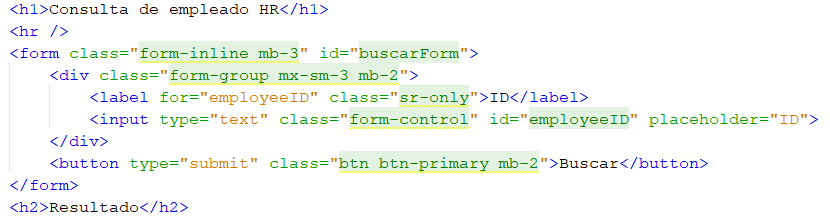 <h1>Consulta de empleado HR</h1>
<hr />
<form class="form-inline mb-3" id="buscarForm">
    <div class="form-group mx-sm-3 mb-2">
        <label for="employeeID" class="sr-only">ID</label>
        <input type="text" class="form-control" id="employeeID" placeholder="ID">
    </div>
    <button type="submit" class="btn btn-primary mb-2">Buscar</button>
</form>
<h2>Resultado</h2>